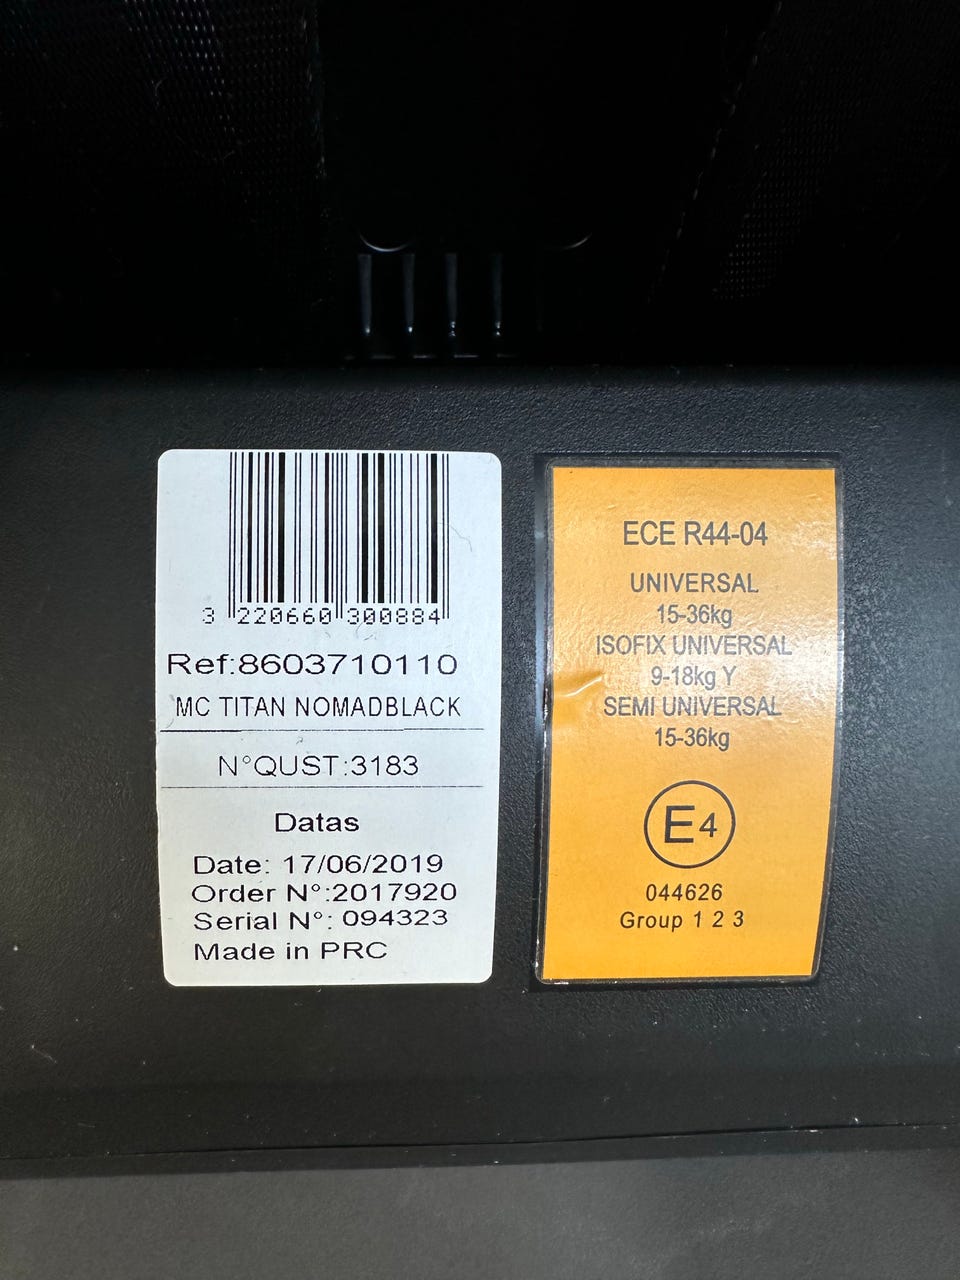 3 220660 300884
Ref:8603710110
MC TITAN NOMADBLACK
N°QUST:3183
Datas
Date: 17/06/2019
Order N°:2017920
Serial N°: 094323
Made in PRC
ECE R44-04
UNIVERSAL
15-36kg
ISOFIX UNIVERSAL
9-18kg Y
SEMI UNIVERSAL
15-36kg
E4
044626
Group 1 2 3